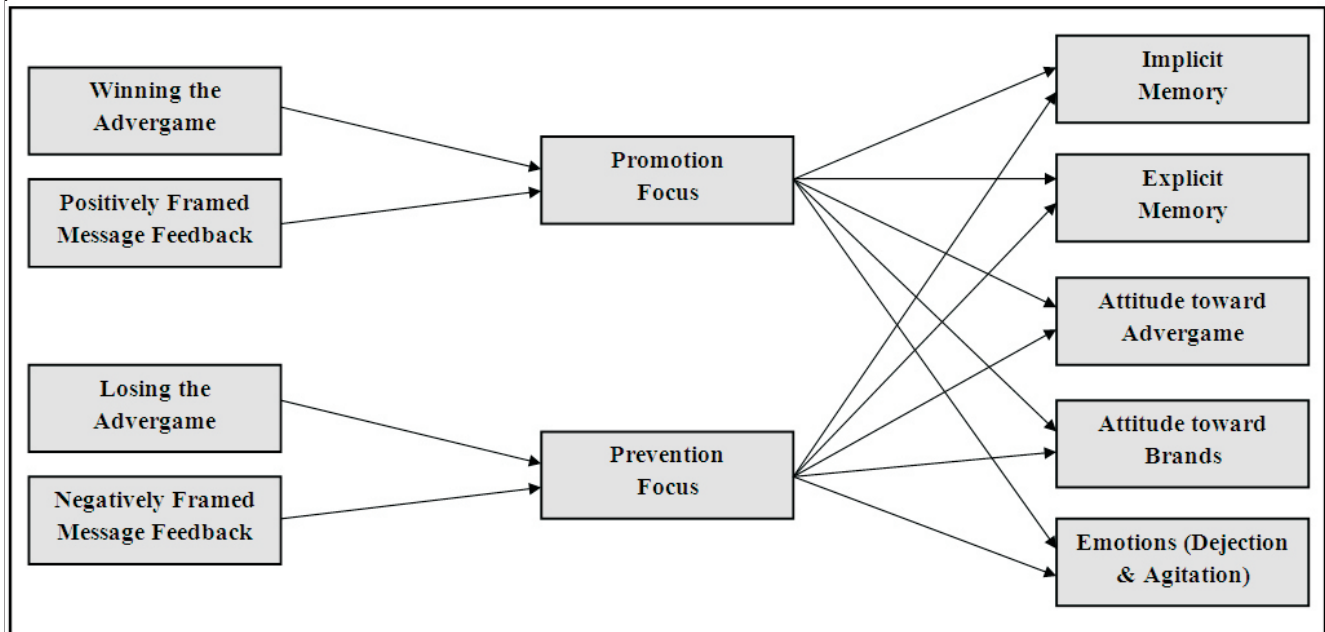 Winning the
Advergame
Positively Framed
Message Feedback
Losing the
Advergame
Negatively Framed
Message Feedback
Promotion
Focus
Prevention
Focus
Implicit
Memory
Explicit
Memory
Attitude toward
Advergame
Attitude toward
Brands
Emotions (Dejection
& Agitation)